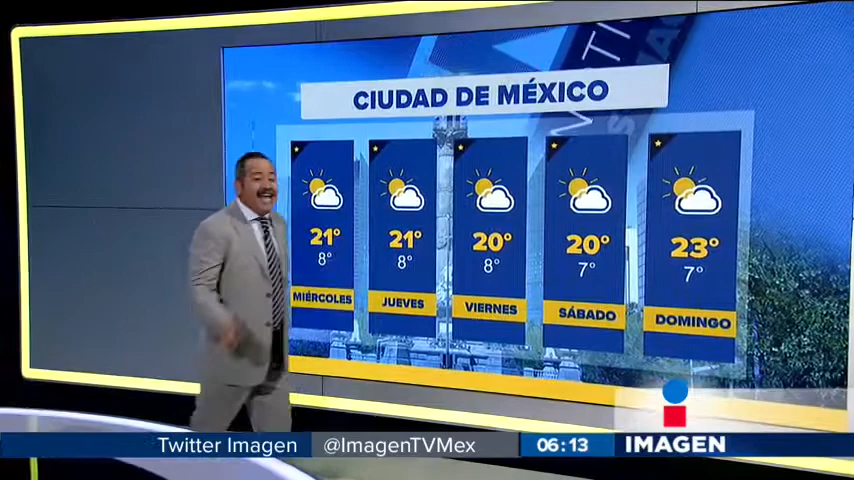 CIUDAD DE MÉXICO
21°
8°
MIÉRCOLES
21°
8°
JUEVES
20°
8°
VIERNES
20°
7°
SÁBADO
23°
7°
DOMINGO
Twitter Imagen @ImagenTVMex 06:13 IMAGEN